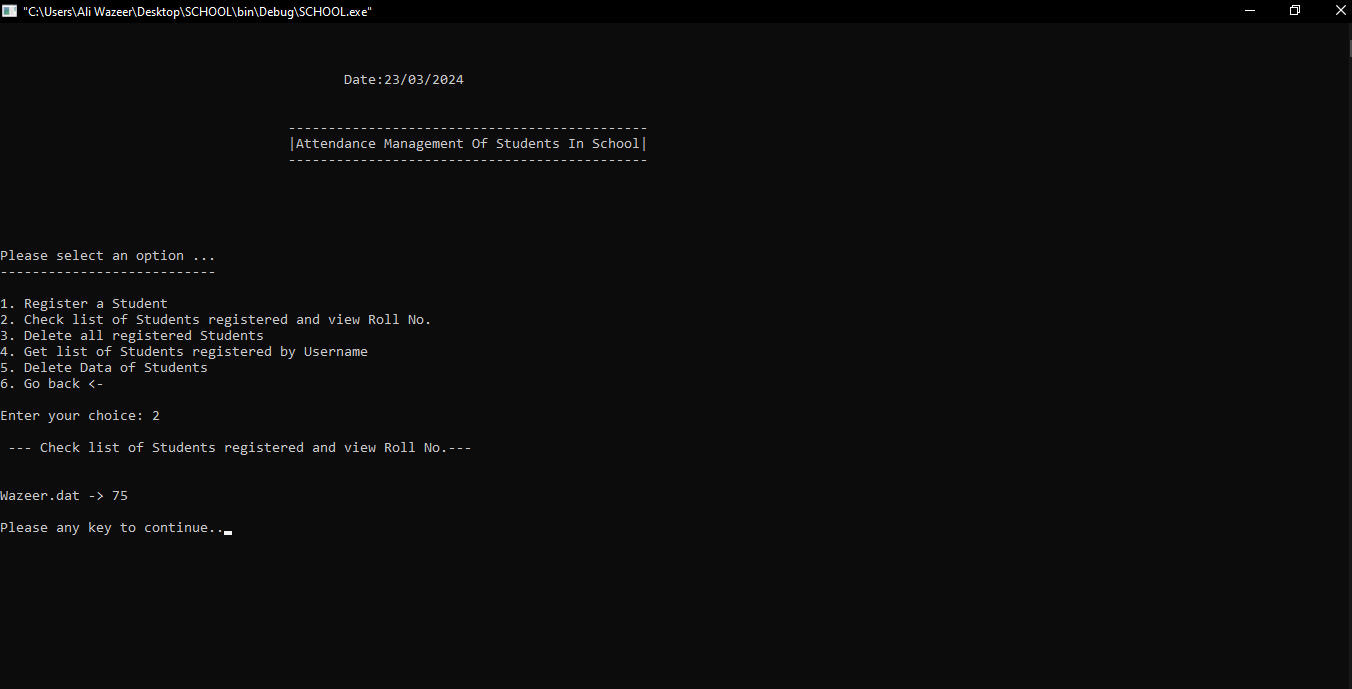 "C:\Users\Ali Wazeer\Desktop\SCHOOL\bin\Debug\SCHOOL.exe"
Date:23/03/2024
---------------------------------------------
|Attendance Management Of Students In School|
---------------------------------------------
Please select an option ...
---------------------------
1. Register a Student
2. Check list of Students registered and view Roll No.
3. Delete all registered Students
4. Get list of Students registered by Username
5. Delete Data of Students
6. Go back <-
Enter your choice: 2
--- Check list of Students registered and view Roll No.---
Wazeer.dat -> 75
Please any key to continue..